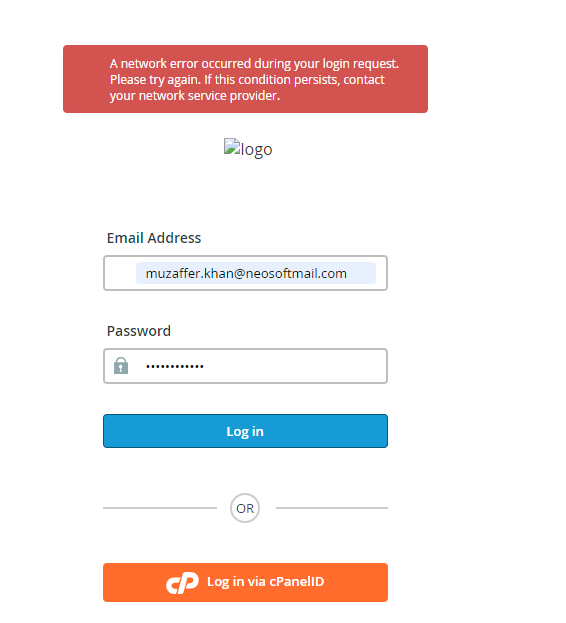 A network error occurred during your login request.
Please try again. If this condition persists, contact
your network service provider.
logo
Email Address
muzaffer.khan@neosoftmail.com
Password
••••••••••••
Log in
OR
cP Log in via cPanelID